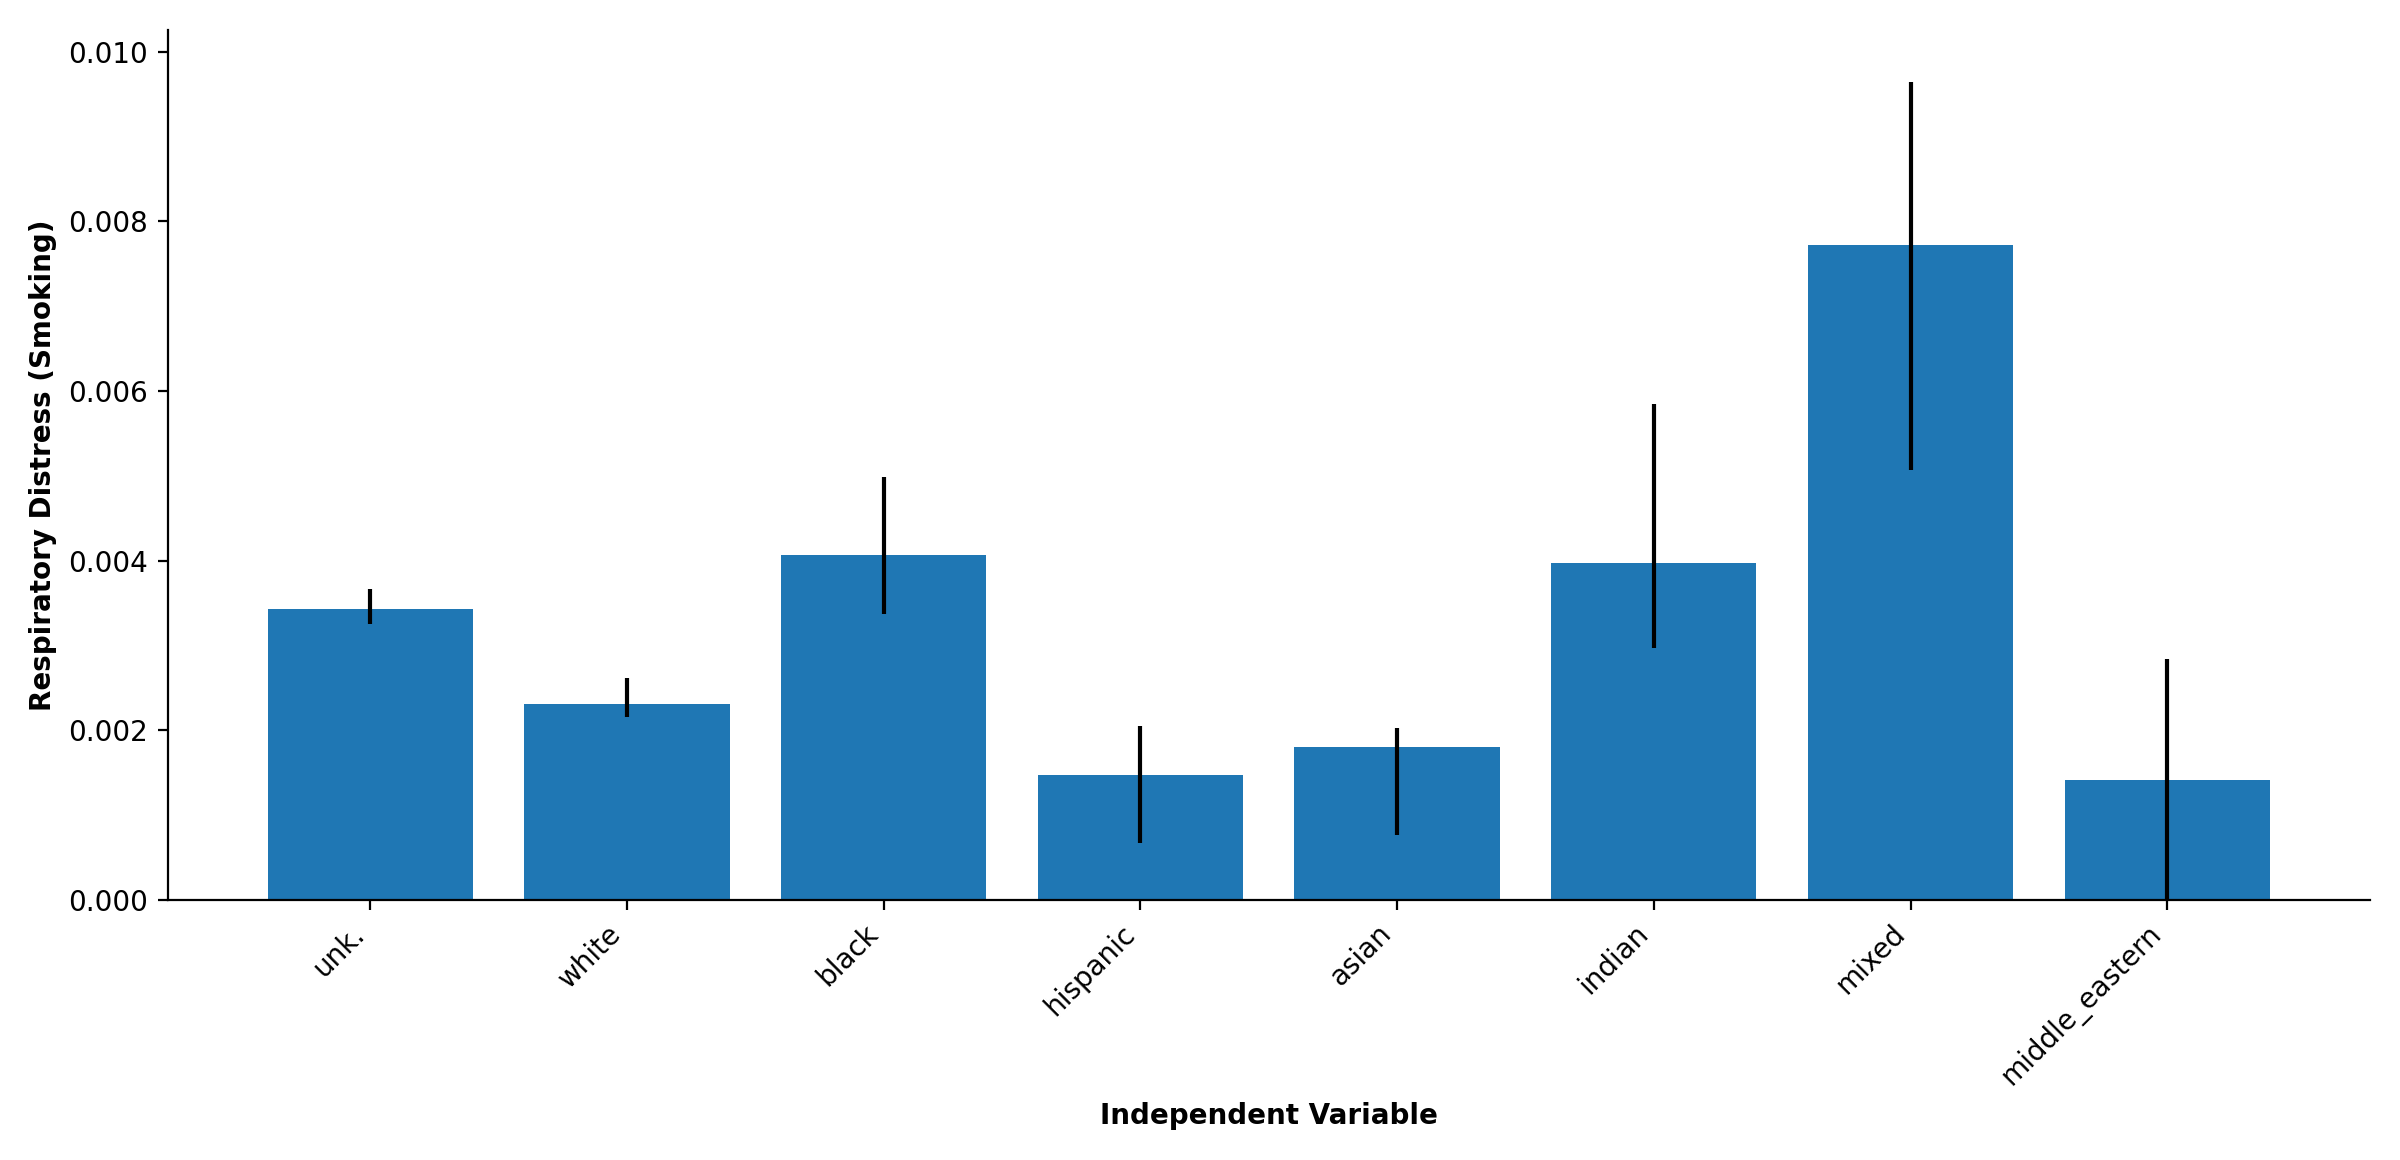 0.010
0.008
0.006
0.004
0.002
0.000
Respiratory Distress (Smoking)
unk.
white
black
hispanic
asian
indian
mixed
middle_eastern
Independent Variable